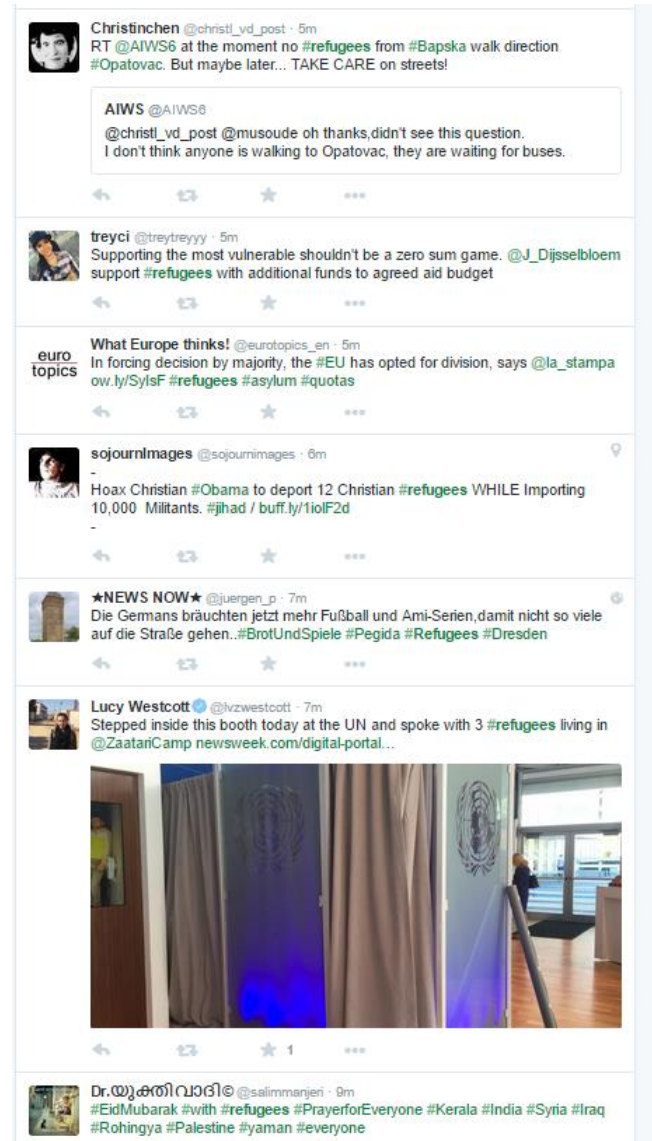 Christinchen @christl_vd_post · 5m
RT @AIWS6 at the moment no #refugees from #Bapska walk direction
#Opatovac. But maybe later... TAKE CARE on streets!
AIWS @AIWS6
@christl_vd_post @musoude oh thanks,didn't see this question.
I don't think anyone is walking to Opatovac, they are waiting for buses.
treyci @treytreyyy · 5m
Supporting the most vulnerable shouldn't be a zero sum game. @J_Dijsselbloem
support #refugees with additional funds to agreed aid budget
euro
topics
What Europe thinks! @eurotopics_en · 5m
In forcing decision by majority, the #EU has opted for division, says @la_stampa
ow.ly/SylsF #refugees #asylum #quotas
sojournImages @sojournimages · 6m
-
Hoax Christian #Obama to deport 12 Christian #refugees WHILE Importing
10,000 Militants. #jihad / buff.ly/1iolF2d
-
★NEWS NOW★ @juergen_p · 7m
Die Germans bräuchten jetzt mehr Fußball und Ami-Serien,damit nicht so viele
auf die Straße gehen..#BrotUndSpiele #Pegida #Refugees #Dresden
Lucy Westcott @lvzwestcott · 7m
Stepped inside this booth today at the UN and spoke with 3 #refugees living in
@ZaatariCamp newsweek.com/digital-portal...
1
Dr.യുക്തിവാദി© @salimmanjeri · 9m
#EidMubarak #with #refugees #PrayerforEveryone #Kerala #India #Syria #Iraq
#Rohingya #Palestine #yaman #everyone